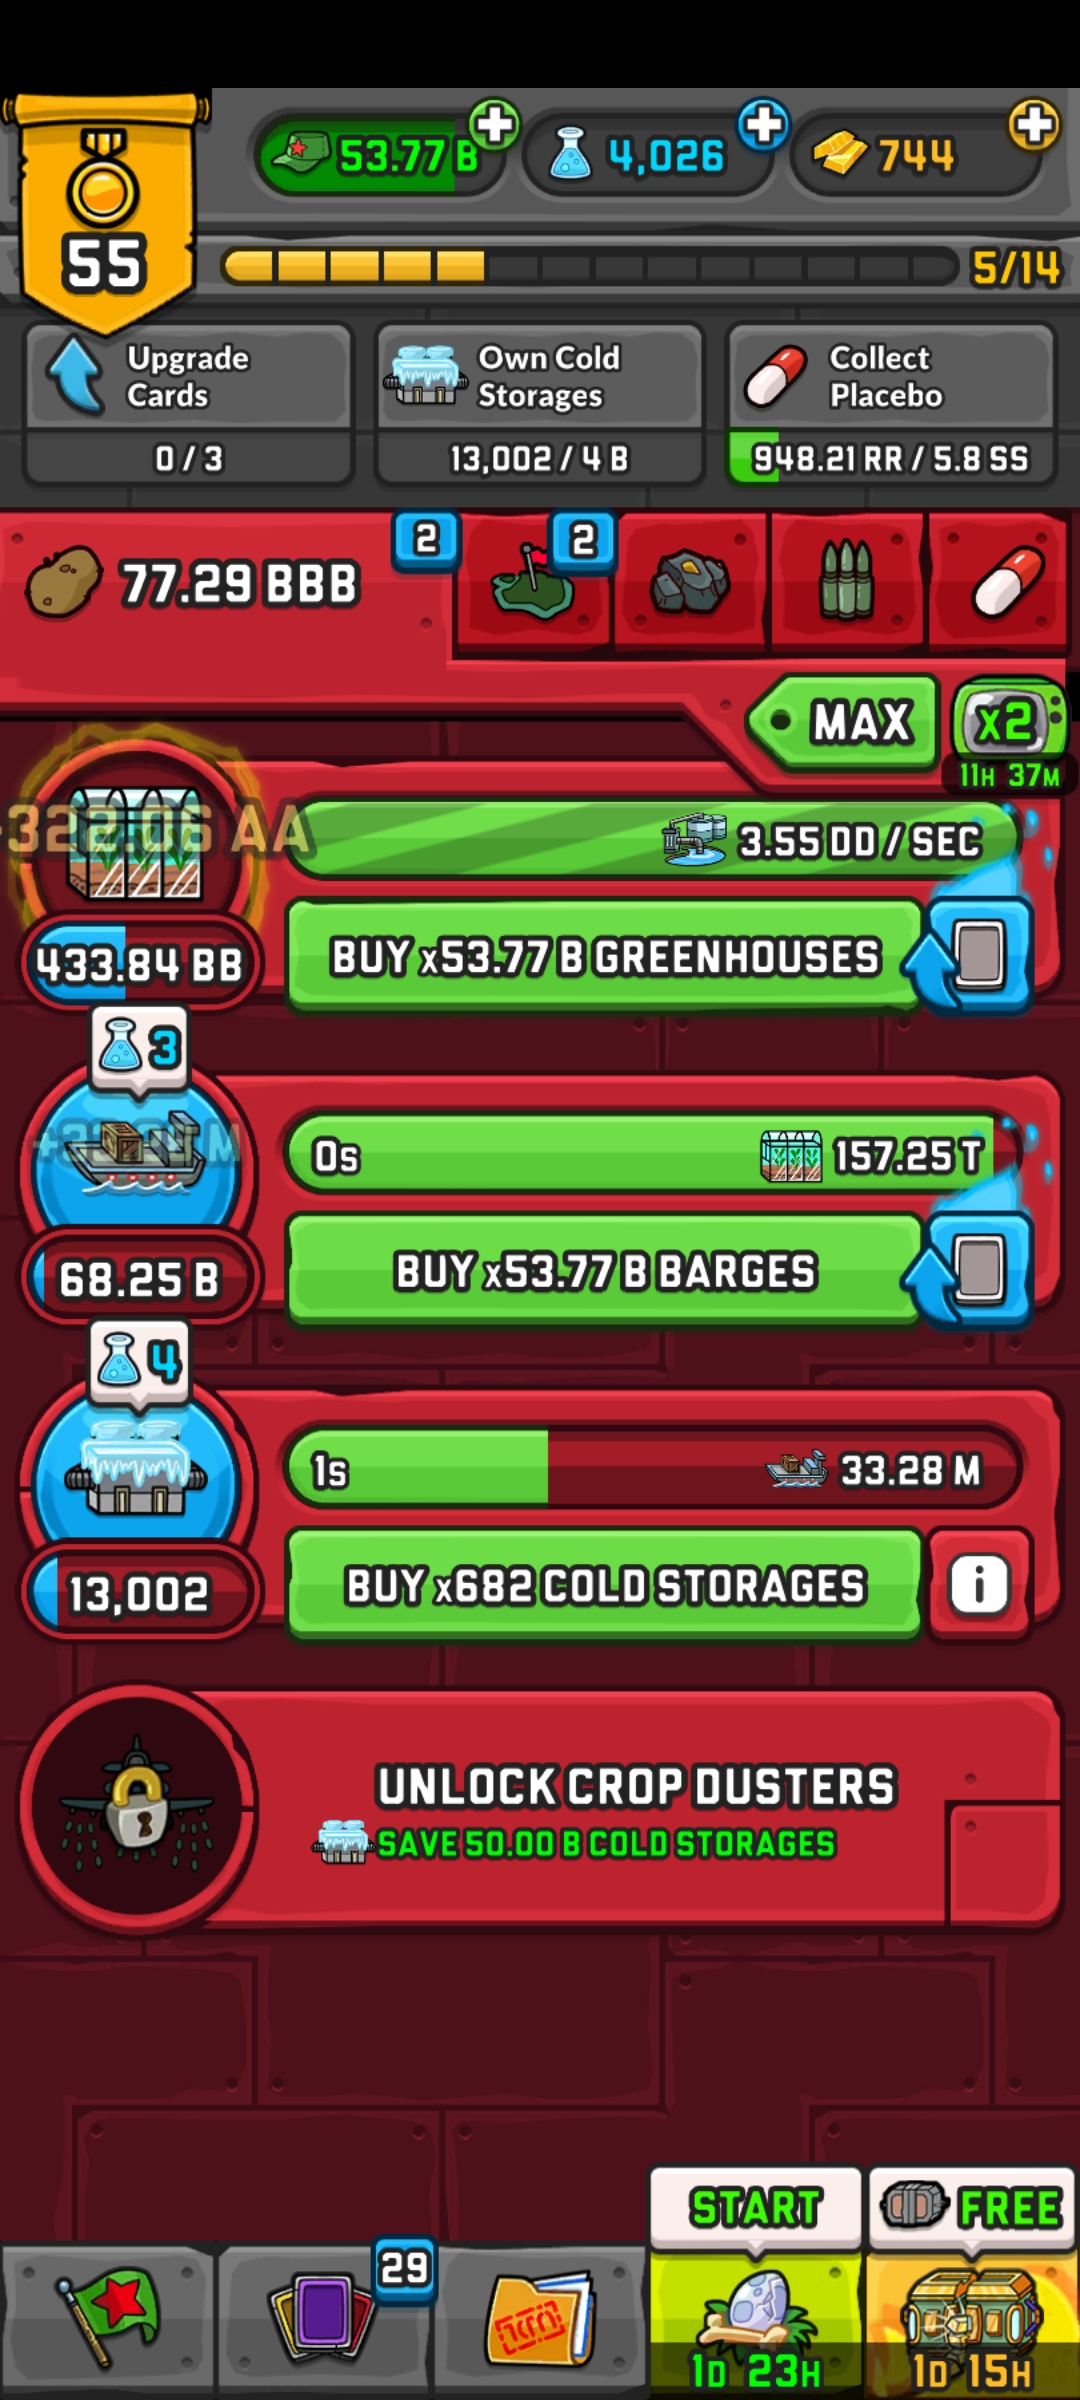 53.77 B
4,026
744
55
5/14
Upgrade Cards
0 / 3
Own Cold Storages
13,002 / 4 B
Collect Placebo
948.21 RR / 5.8 SS
77.29 BBB
2
2
MAX
x2
11H 37M
322.06 AA
3.55 DD / SEC
433.84 BB
BUY x53.77 B GREENHOUSES
3
0s
157.25 T
68.25 B
BUY x53.77 B BARGES
4
1s
33.28 M
13,002
BUY x682 COLD STORAGES
i
UNLOCK CROP DUSTERS
SAVE 50.00 B COLD STORAGES
START
FREE
29
1D 23H
1D 15H